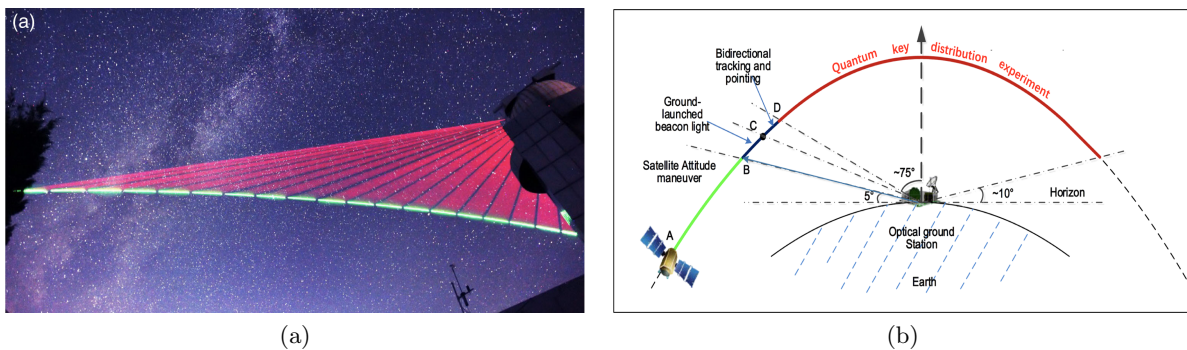 (a)
Quantum key distribution experiment
Bidirectional
tracking and
pointing
Ground-
launched
beacon light
D
C
B
Satellite Attitude
maneuver
A
~75°
5°
~10°
Horizon
Optical ground
Station
Earth
(a)
(b)